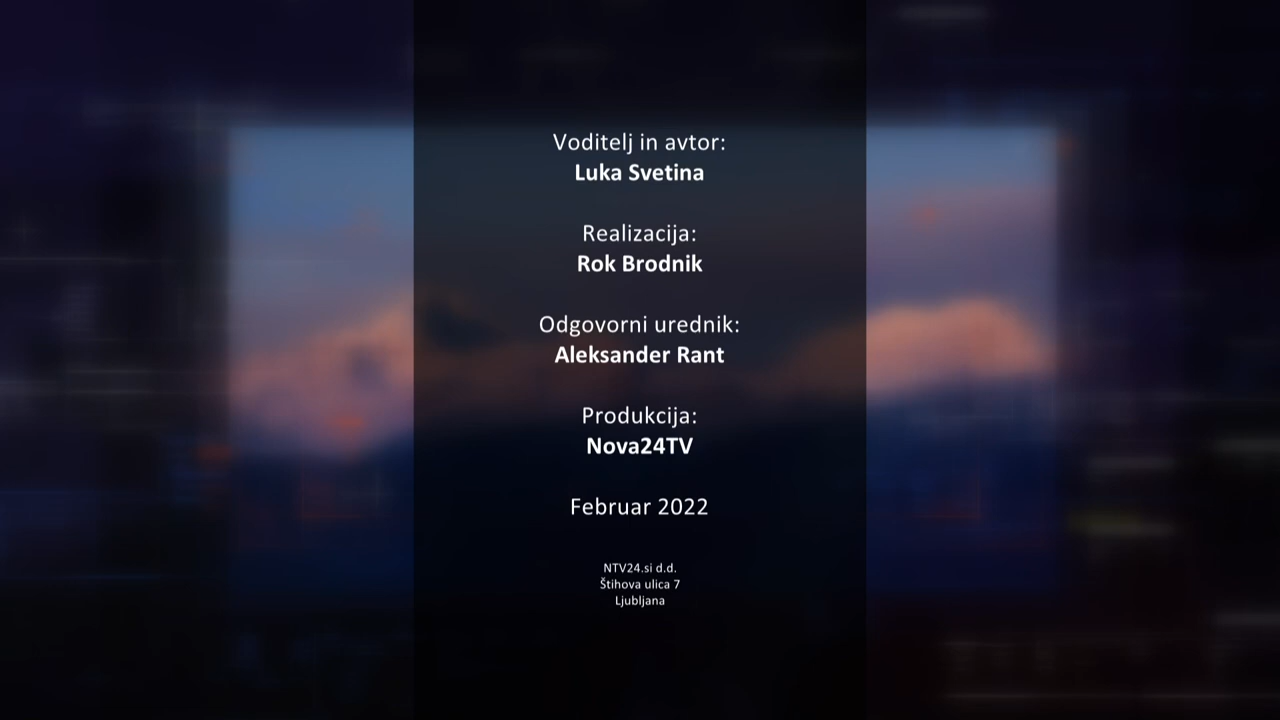 Voditelj in avtor:
Luka Svetina
Realizacija:
Rok Brodnik
Odgovorni urednik:
Aleksander Rant
Produkcija:
Nova24TV
Februar 2022
NTV24.si d.d.
Štihova ulica 7
Ljubljana